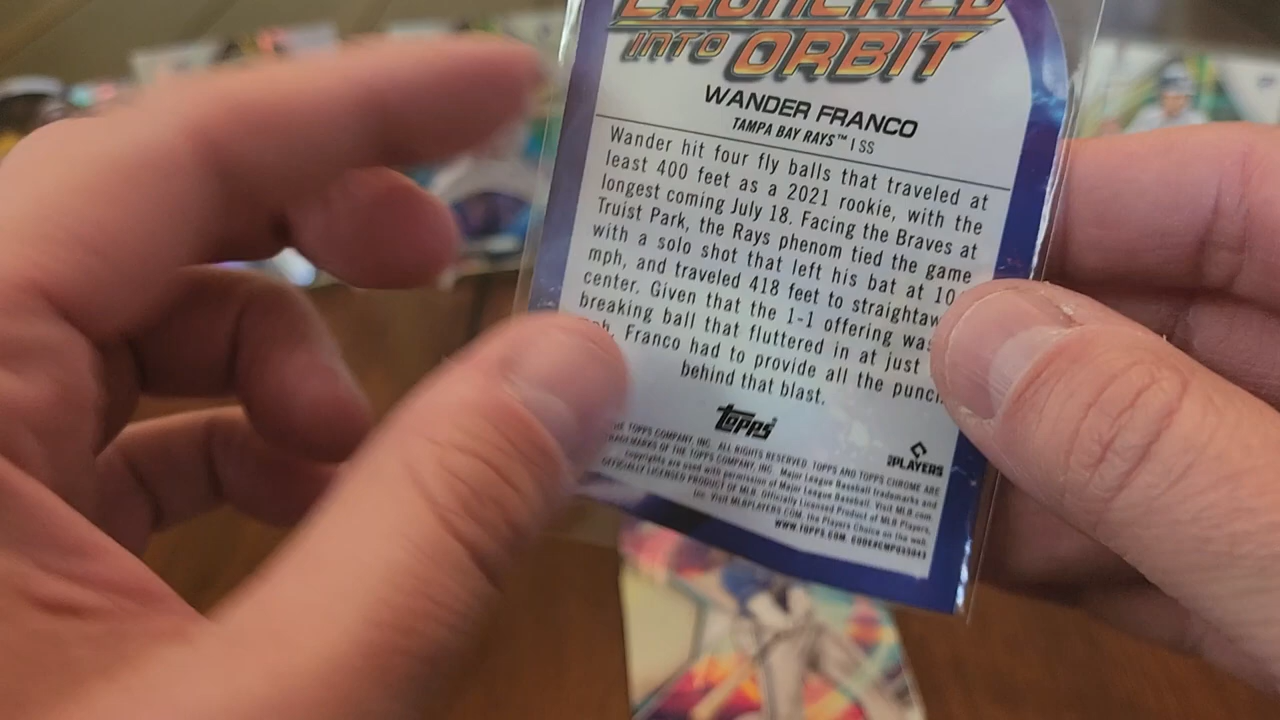 LAUNCHED
INTO ORBIT
WANDER FRANCO
TAMPA BAY RAYS™ | SS
Wander hit four fly balls that traveled at
least 400 feet as a 2021 rookie, with the
longest coming July 18. Facing the Braves at
Truist Park, the Rays phenom tied the game
with a solo shot that left his bat at 10
mph, and traveled 418 feet to straightaw
center. Given that the 1-1 offering was
breaking ball that fluttered in at just
Franco had to provide all the punch
behind that blast.
Topps
PLAYERS
THE TOPPS COMPANY, INC. ALL RIGHTS RESERVED. TOPPS AND TOPPS CHROME ARE
TRADEMARKS OF THE TOPPS COMPANY, INC. Major League Baseball trademarks and
copyrights are used with permission of Major League Baseball. Visit MLB.com.
OFFICIALLY LICENSED PRODUCT OF MLB Players,
Inc. Visit MLBPLAYERS.COM, the Players Choice on the web.
WWW.TOPPS.COM CODE#CMP033043